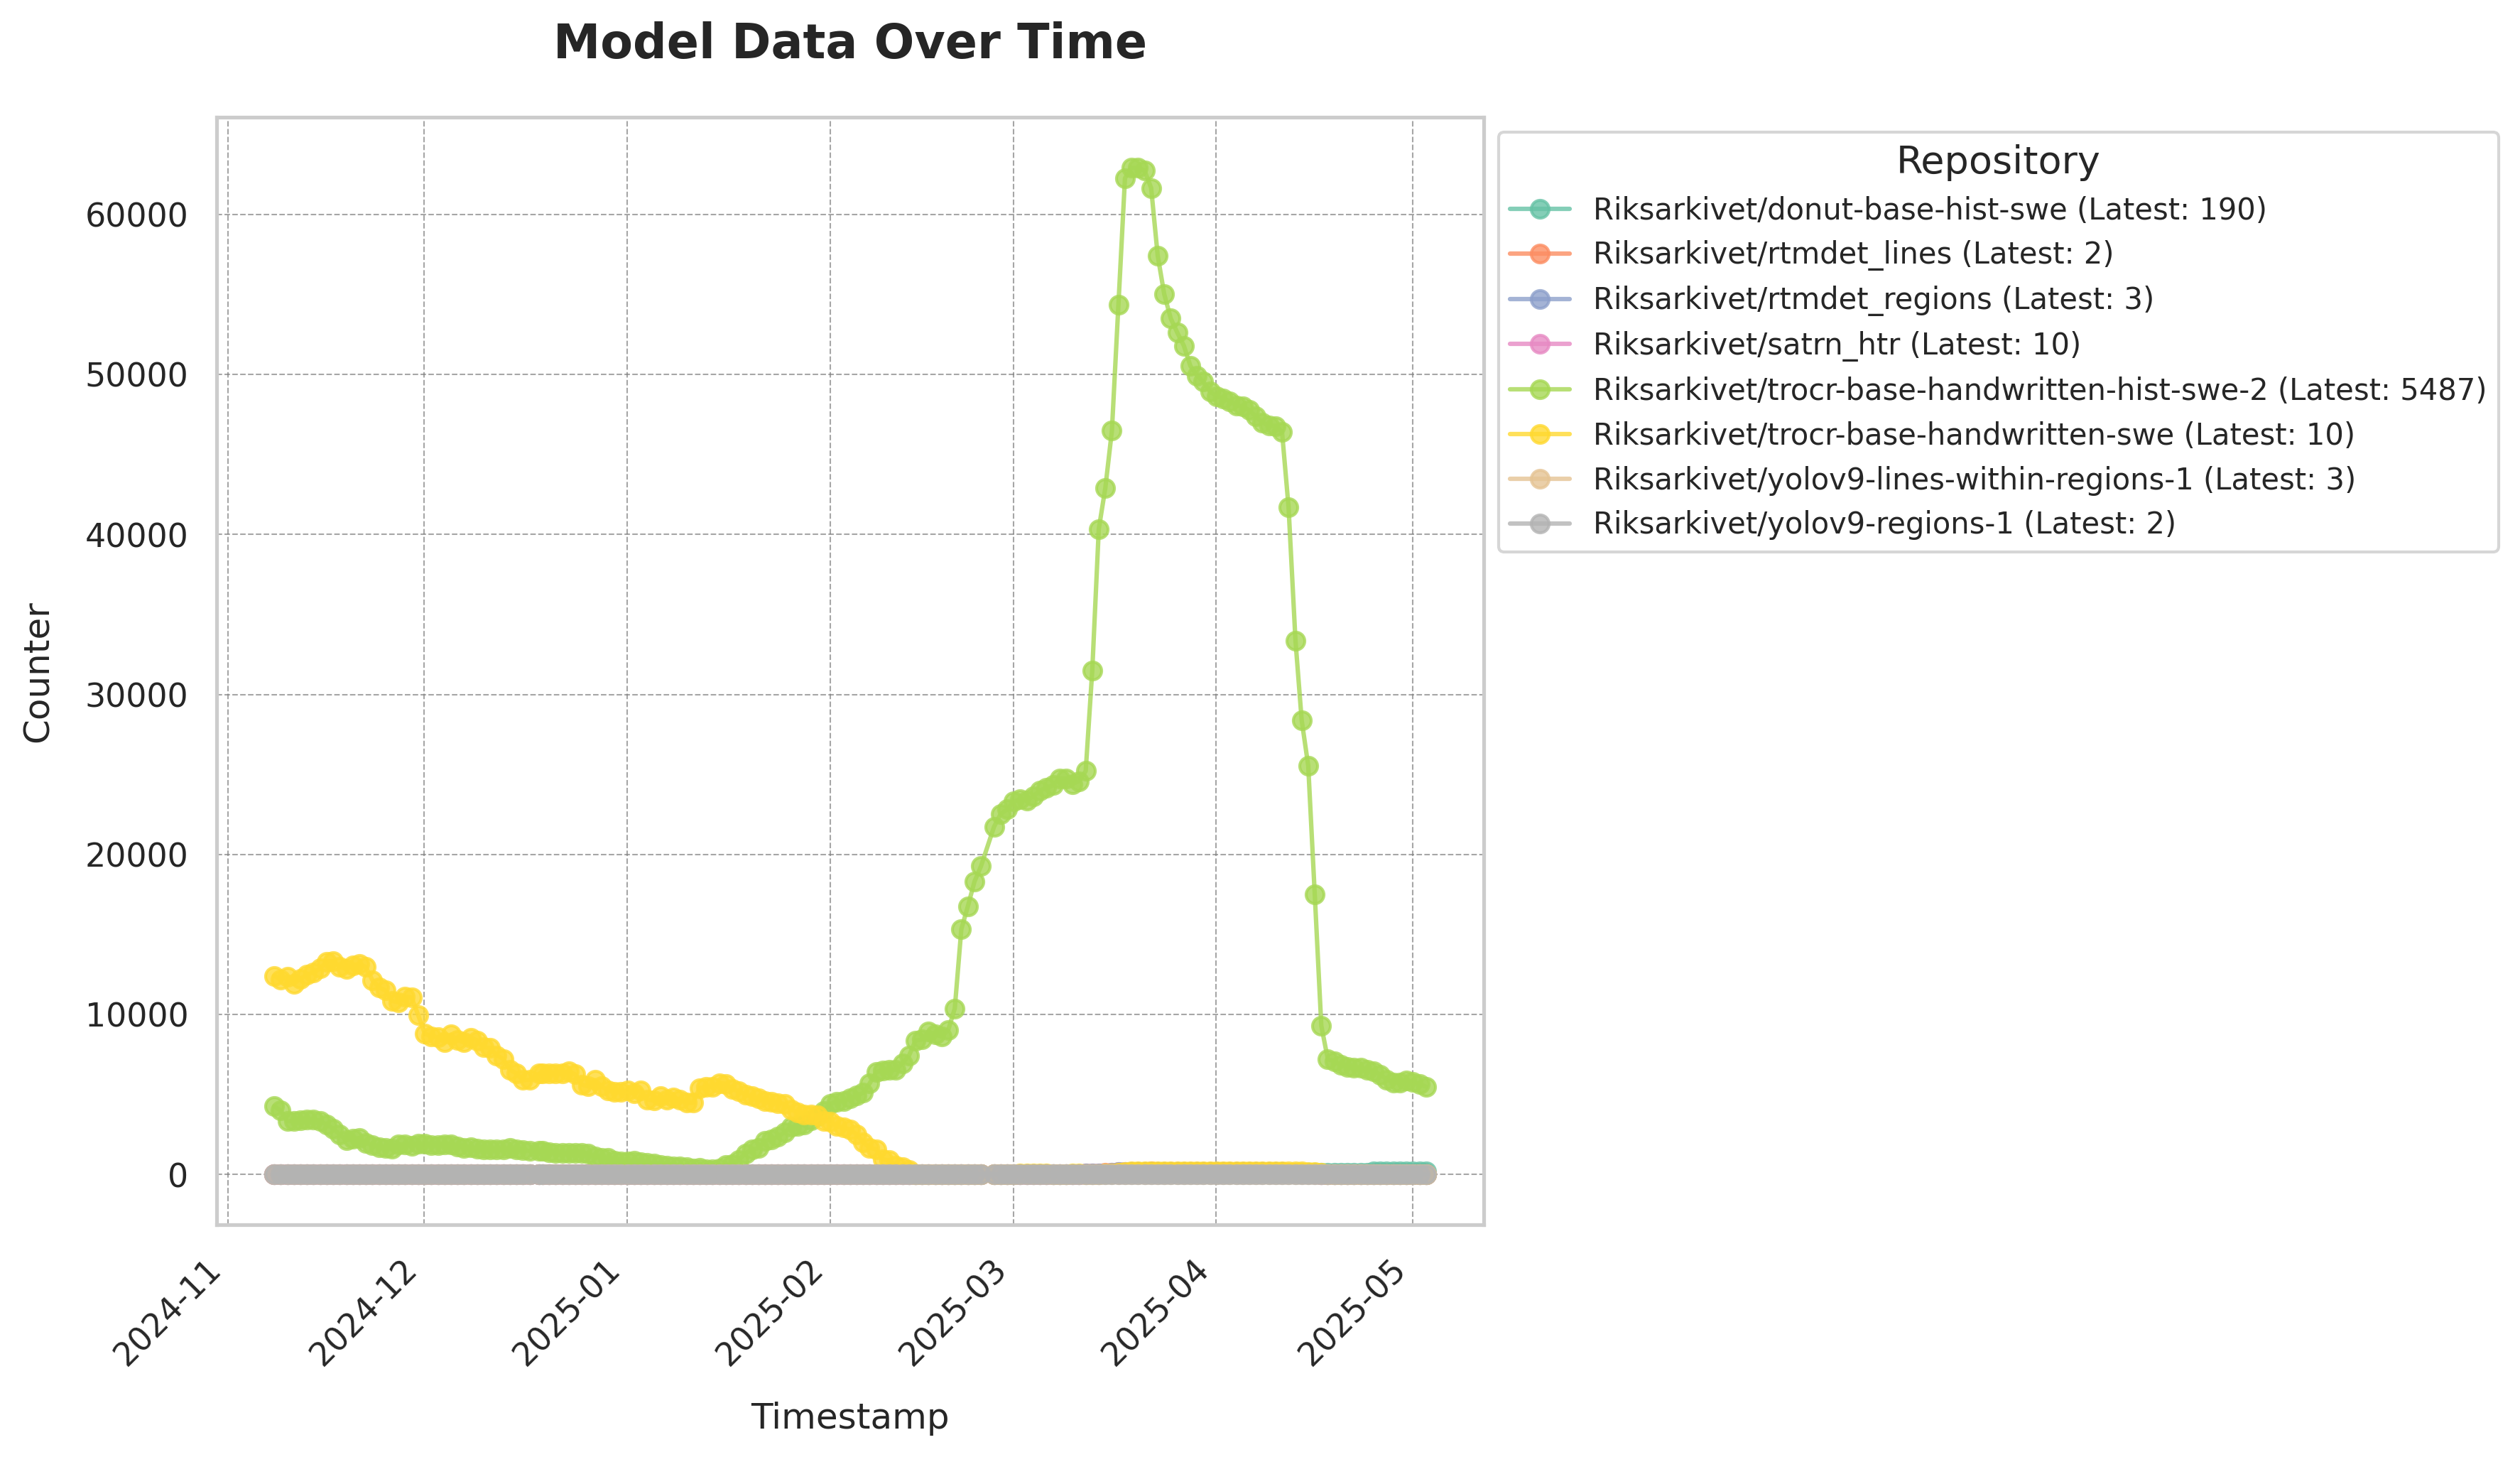 Model Data Over Time
Repository
Riksarkivet/donut-base-hist-swe (Latest: 190)
Riksarkivet/rtmdet_lines (Latest: 2)
Riksarkivet/rtmdet_regions (Latest: 3)
Riksarkivet/satrn_htr (Latest: 10)
Riksarkivet/trocr-base-handwritten-hist-swe-2 (Latest: 5487)
Riksarkivet/trocr-base-handwritten-swe (Latest: 10)
Riksarkivet/yolov9-lines-within-regions-1 (Latest: 3)
Riksarkivet/yolov9-regions-1 (Latest: 2)
Counter
60000
50000
40000
30000
20000
10000
0
2024-11
2024-12
2025-01
2025-02
2025-03
2025-04
2025-05
Timestamp